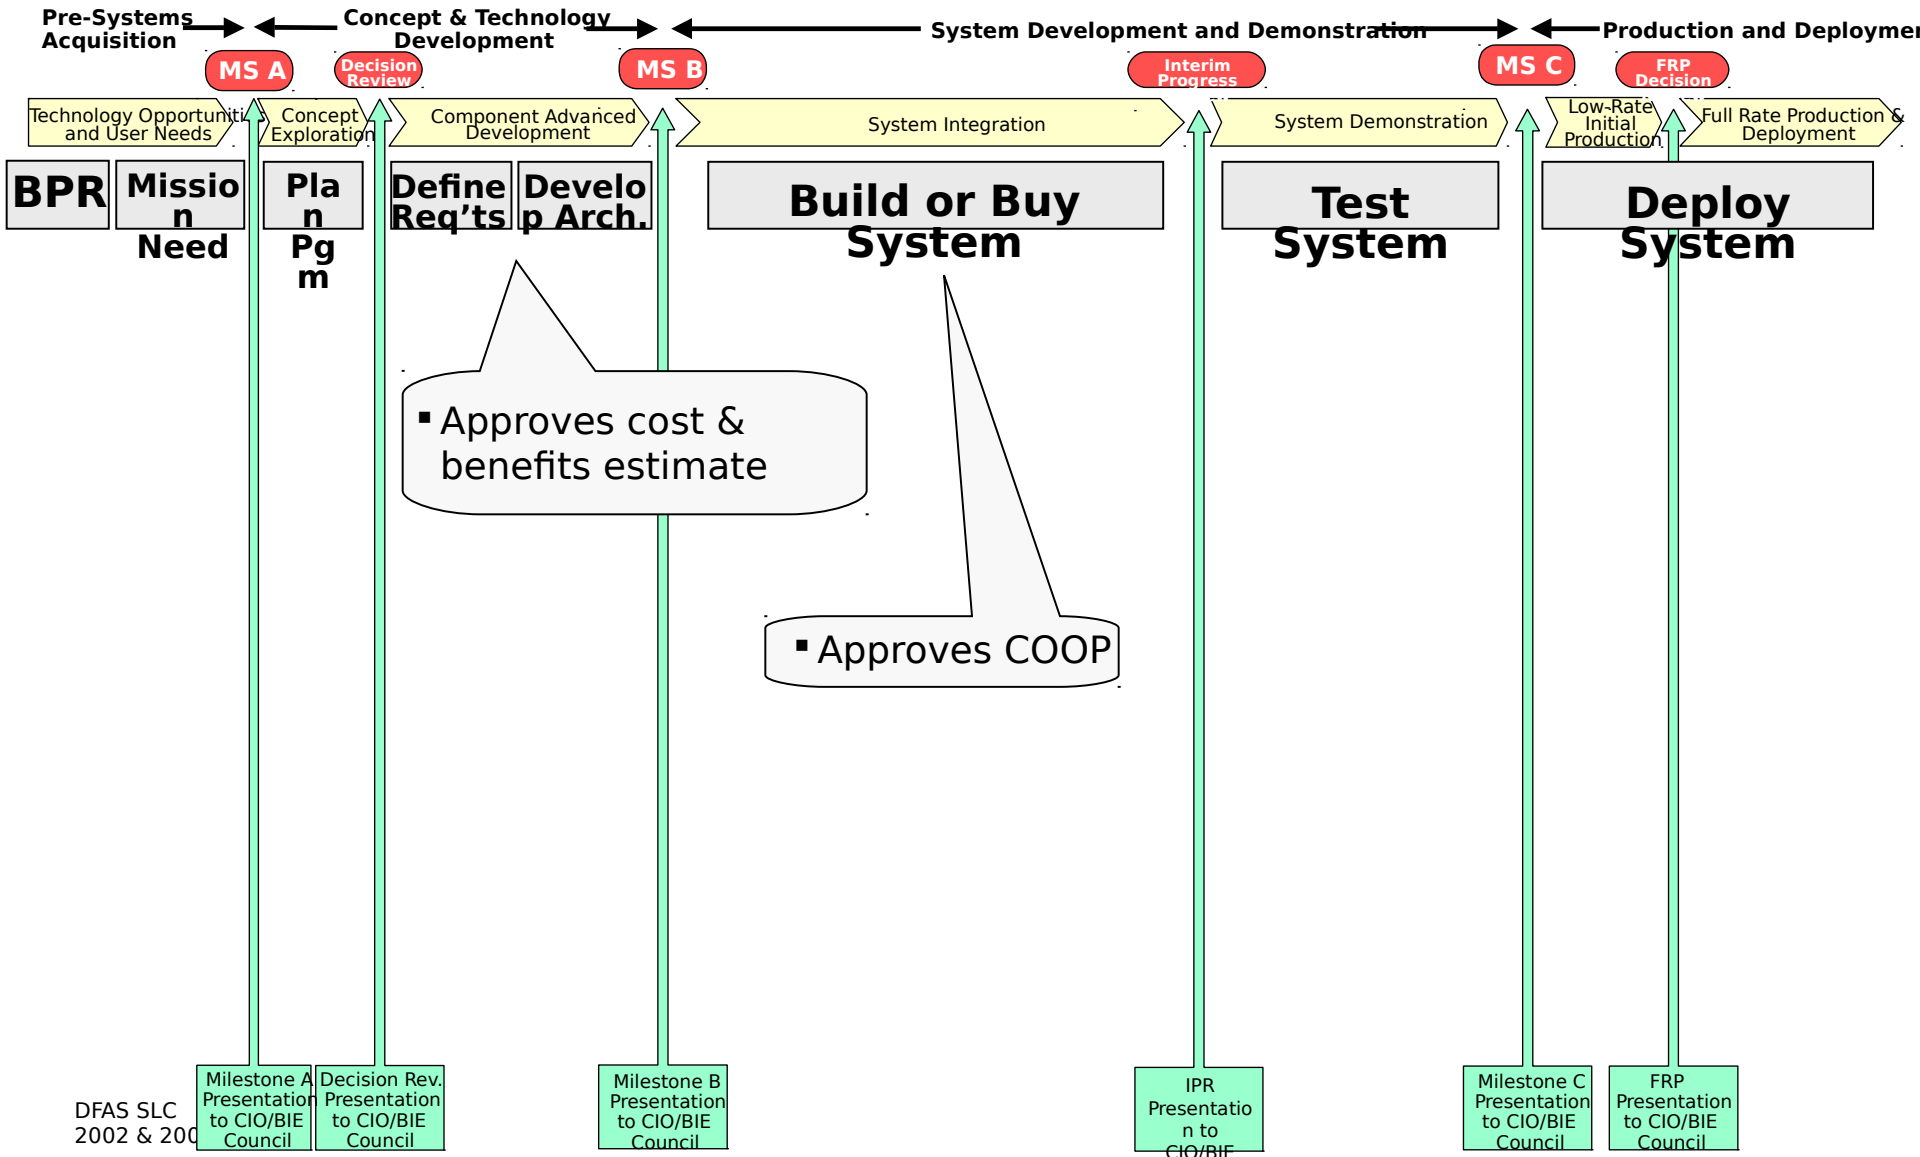 Pre-Systems
Acquisition
Concept & Technology
Development
System Development and Demonstration
Production and Deploymen
MS A
Decision
Review
MS B
Interim
Progress
MS C
FRP
Decision
Technology Opportuniti
and User Needs
Concept
Exploration
Component Advanced
Development
System Integration
System Demonstration
Low-Rate
Initial
Production
Full Rate Production &
Deployment
BPR
Missio
n
Need
Pla
n
Pg
m
Define
Req’ts
Develo
p Arch.
Build or Buy
System
Test
System
Deploy
System
▪ Approves cost &
benefits estimate
▪ Approves COOP
DFAS SLC
2002 & 200
Milestone A
Presentation
to CIO/BIE
Council
Decision Rev.
Presentation
to CIO/BIE
Council
Milestone B
Presentation
to CIO/BIE
Council
IPR
Presentatio
n to
CIO/BIE
Milestone C
Presentation
to CIO/BIE
Council
FRP
Presentation
to CIO/BIE
Council